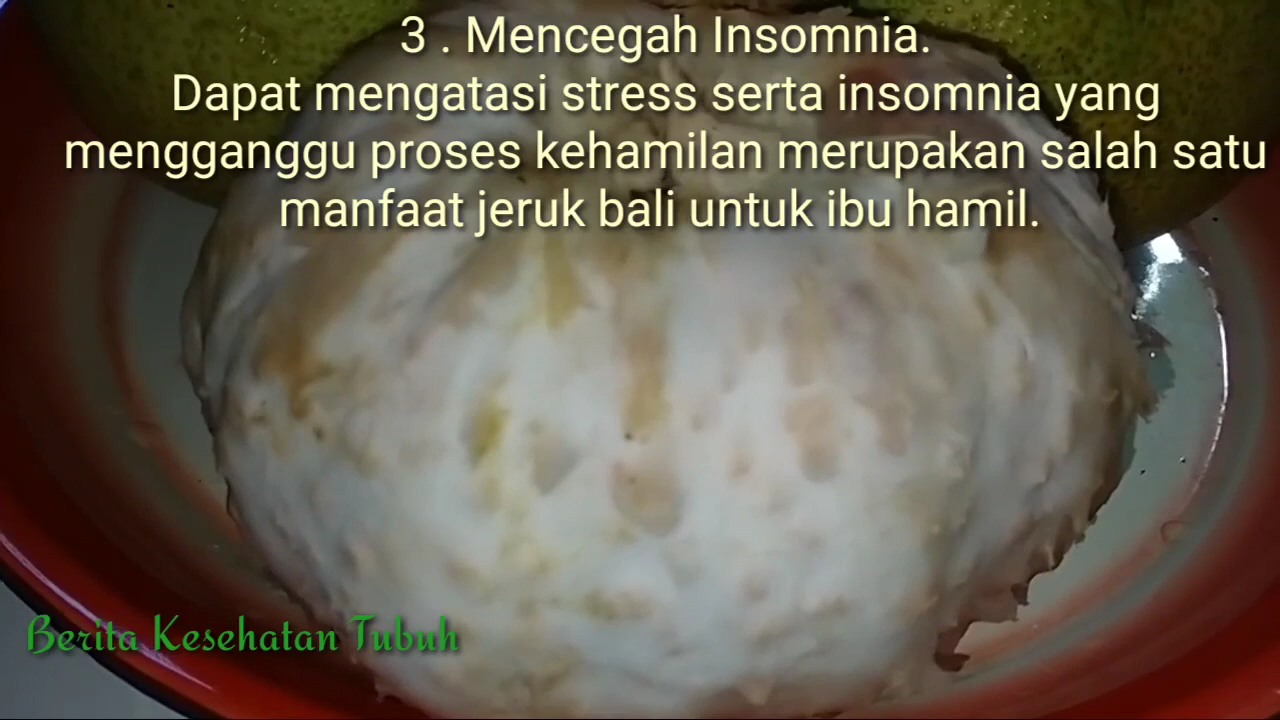 3 . Mencegah Insomnia.
Dapat mengatasi stress serta insomnia yang
mengganggu proses kehamilan merupakan salah satu
manfaat jeruk bali untuk ibu hamil.
Berita Kesehatan Tubuh